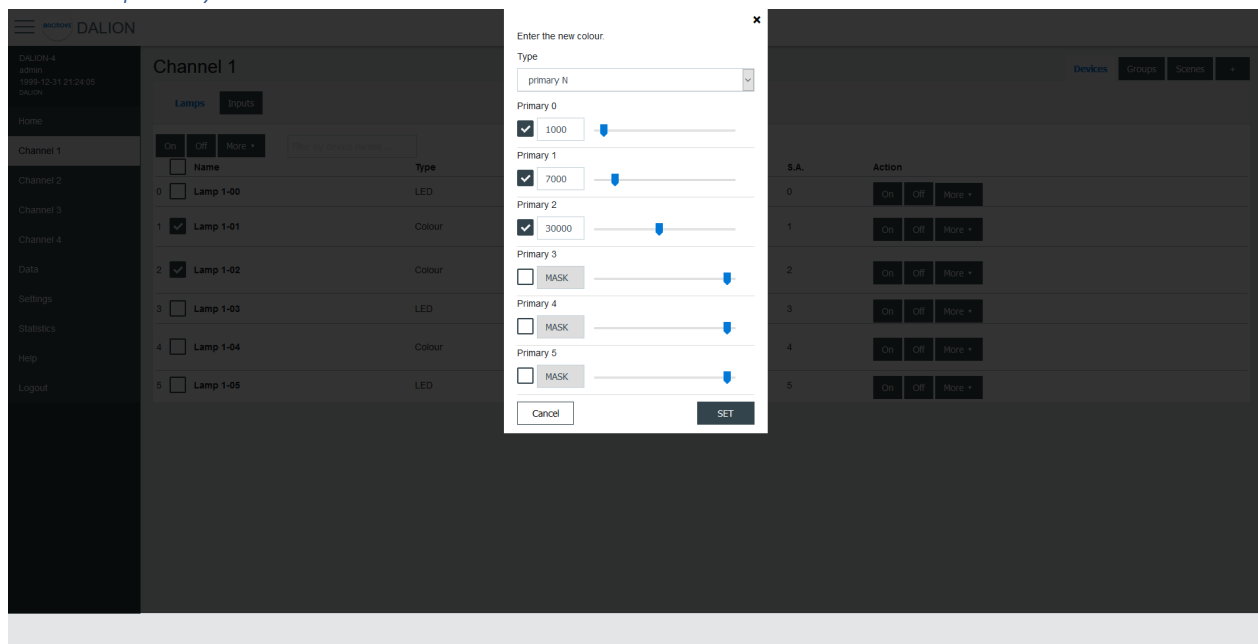 DALION
DALION-4
admin
1999-12-31 21:24:05
DALION
Home
Channel 1
Channel 2
Channel 3
Channel 4
Data
Settings
Statistics
Help
Logout
Channel 1
Devices Groups Scenes +
Lamps Inputs
On Off More
Name Type S.A. Action
0 Lamp 1-00 LED 0 On Off More
1 Lamp 1-01 Colour 1 On Off More
2 Lamp 1-02 Colour 2 On Off More
3 Lamp 1-03 LED 3 On Off More
4 Lamp 1-04 Colour 4 On Off More
5 Lamp 1-05 LED 5 On Off More
×
Enter the new colour.
Type
primary N
Primary 0
1000
Primary 1
7000
Primary 2
30000
Primary 3
MASK
Primary 4
MASK
Primary 5
MASK
Cancel SET